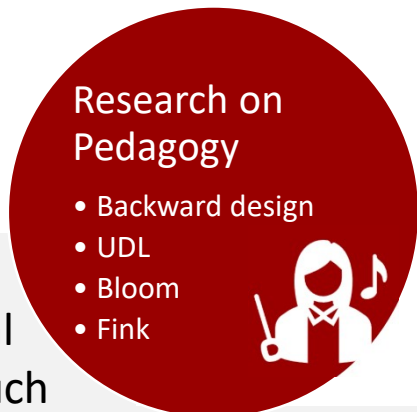 Research on
Pedagogy
• Backward design
• UDL
• Bloom
• Fink